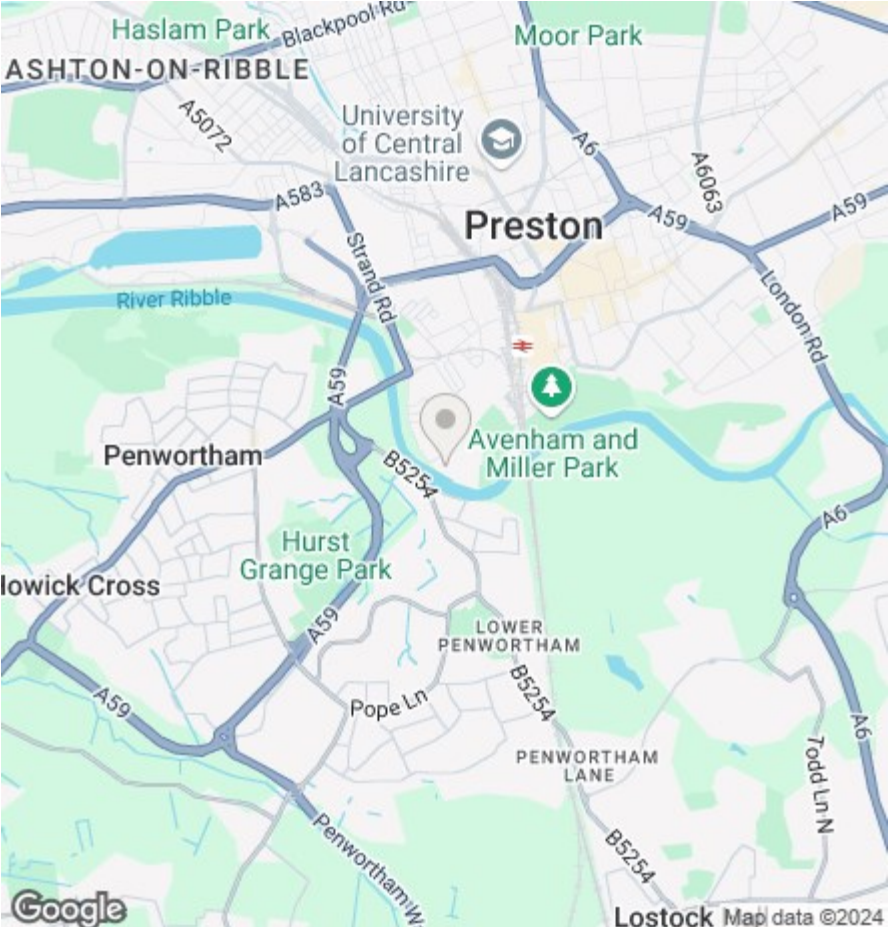 Haslam Park
Blackpool Rd
Moor Park
ASHTON-ON-RIBBLE
A5072
University
of Central
Lancashire
A6
A6063
A583
Preston
A59
A59
Strand Rd
River Ribble
London Rd
A59
Penwortham
Avenham and
Miller Park
B5254
A6
Hurst
Grange Park
Howick Cross
A59
LOWER
PENWORTHAM
B5254
A59
Pope Ln
A6
Todd Ln N
PENWORTHAM
LANE
Penwortham W
B5254
Google
Lostock
Map data ©2024